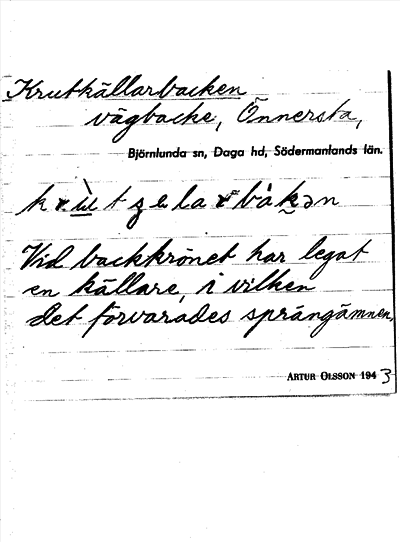 Krutkällarbacken
vägbacke, Önnersta,
Björnlunda sn, Daga hd, Södermanlands län.
Vid backkrönet har legat
en källare, i vilken
det förvarades sprängämnen.
ARTUR OLSSON 1943